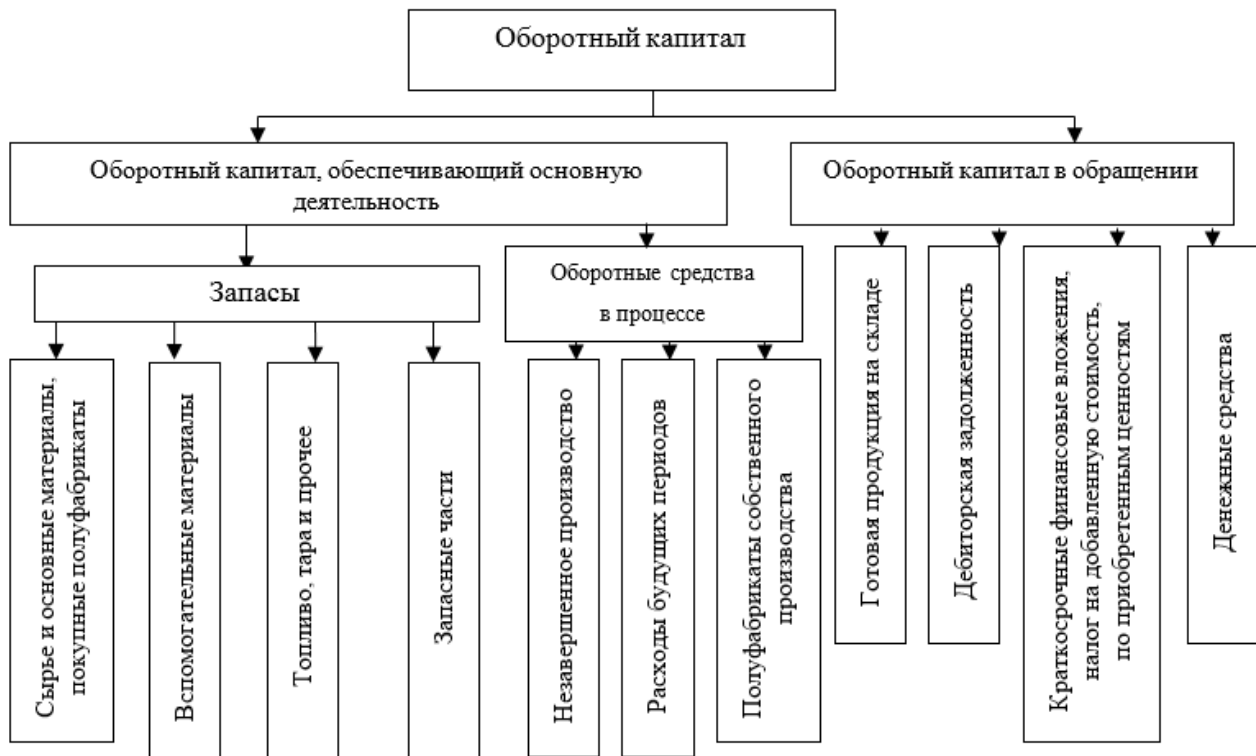 Оборотный капитал
Оборотный капитал, обеспечивающий основную
деятельность
Оборотный капитал в обращении
Запасы
Оборотные средства
в процессе
Сырье и основные материалы,
покупные полуфабрикаты
Вспомогательные материалы
Топливо, тара и прочее
Запасные части
Незавершенное производство
Расходы будущих периодов
Полуфабрикаты собственного
производства
Готовая продукция на складе
Дебиторская задолженность
Краткосрочные финансовые вложения,
налог на добавленную стоимость,
по приобретенным ценностям
Денежные средства